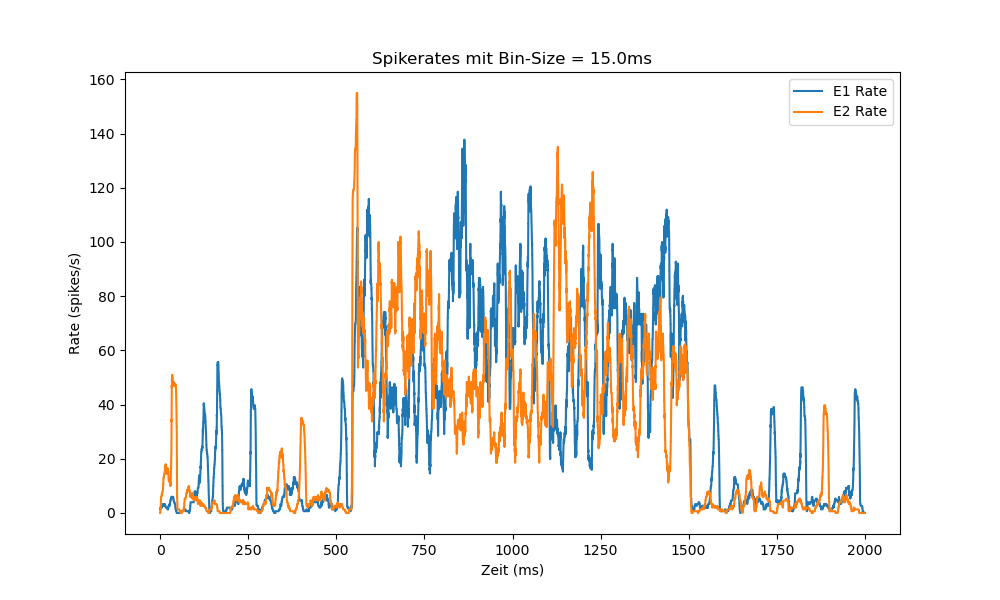 Spikerates mit Bin-Size = 15.0ms
E1 Rate
E2 Rate
160
140
120
100
80
60
40
20
0
Rate (spikes/s)
0 250 500 750 1000 1250 1500 1750 2000
Zeit (ms)